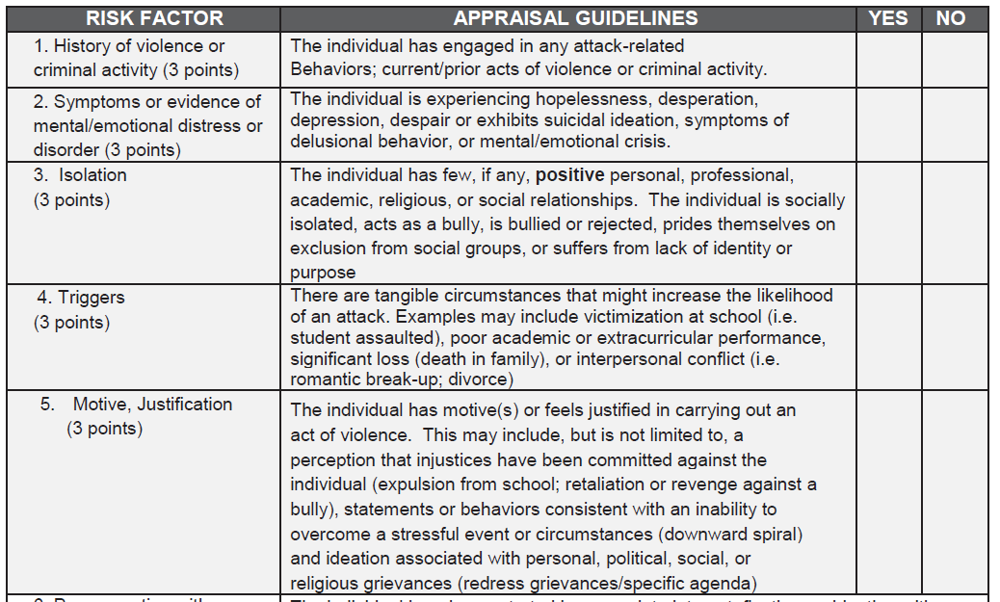 RISK FACTOR APPRAISAL GUIDELINES YES NO
1. History of violence or
criminal activity (3 points)
The individual has engaged in any attack-related
Behaviors; current/prior acts of violence or criminal activity.
2. Symptoms or evidence of
mental/emotional distress or
disorder (3 points)
The individual is experiencing hopelessness, desperation,
depression, despair or exhibits suicidal ideation, symptoms of
delusional behavior, or mental/emotional crisis.
3. Isolation
(3 points)
The individual has few, if any, positive personal, professional,
academic, religious, or social relationships. The individual is socially
isolated, acts as a bully, is bullied or rejected, prides themselves on
exclusion from social groups, or suffers from lack of identity or
purpose
4. Triggers
(3 points)
There are tangible circumstances that might increase the likelihood
of an attack. Examples may include victimization at school (i.e.
student assaulted), poor academic or extracurricular performance,
significant loss (death in family), or interpersonal conflict (i.e.
romantic break-up; divorce)
5. Motive, Justification
(3 points)
The individual has motive(s) or feels justified in carrying out an
act of violence. This may include, but is not limited to, a
perception that injustices have been committed against the
individual (expulsion from school; retaliation or revenge against a
bully), statements or behaviors consistent with an inability to
overcome a stressful event or circumstances (downward spiral)
and ideation associated with personal, political, social, or
religious grievances (redress grievances/specific agenda)